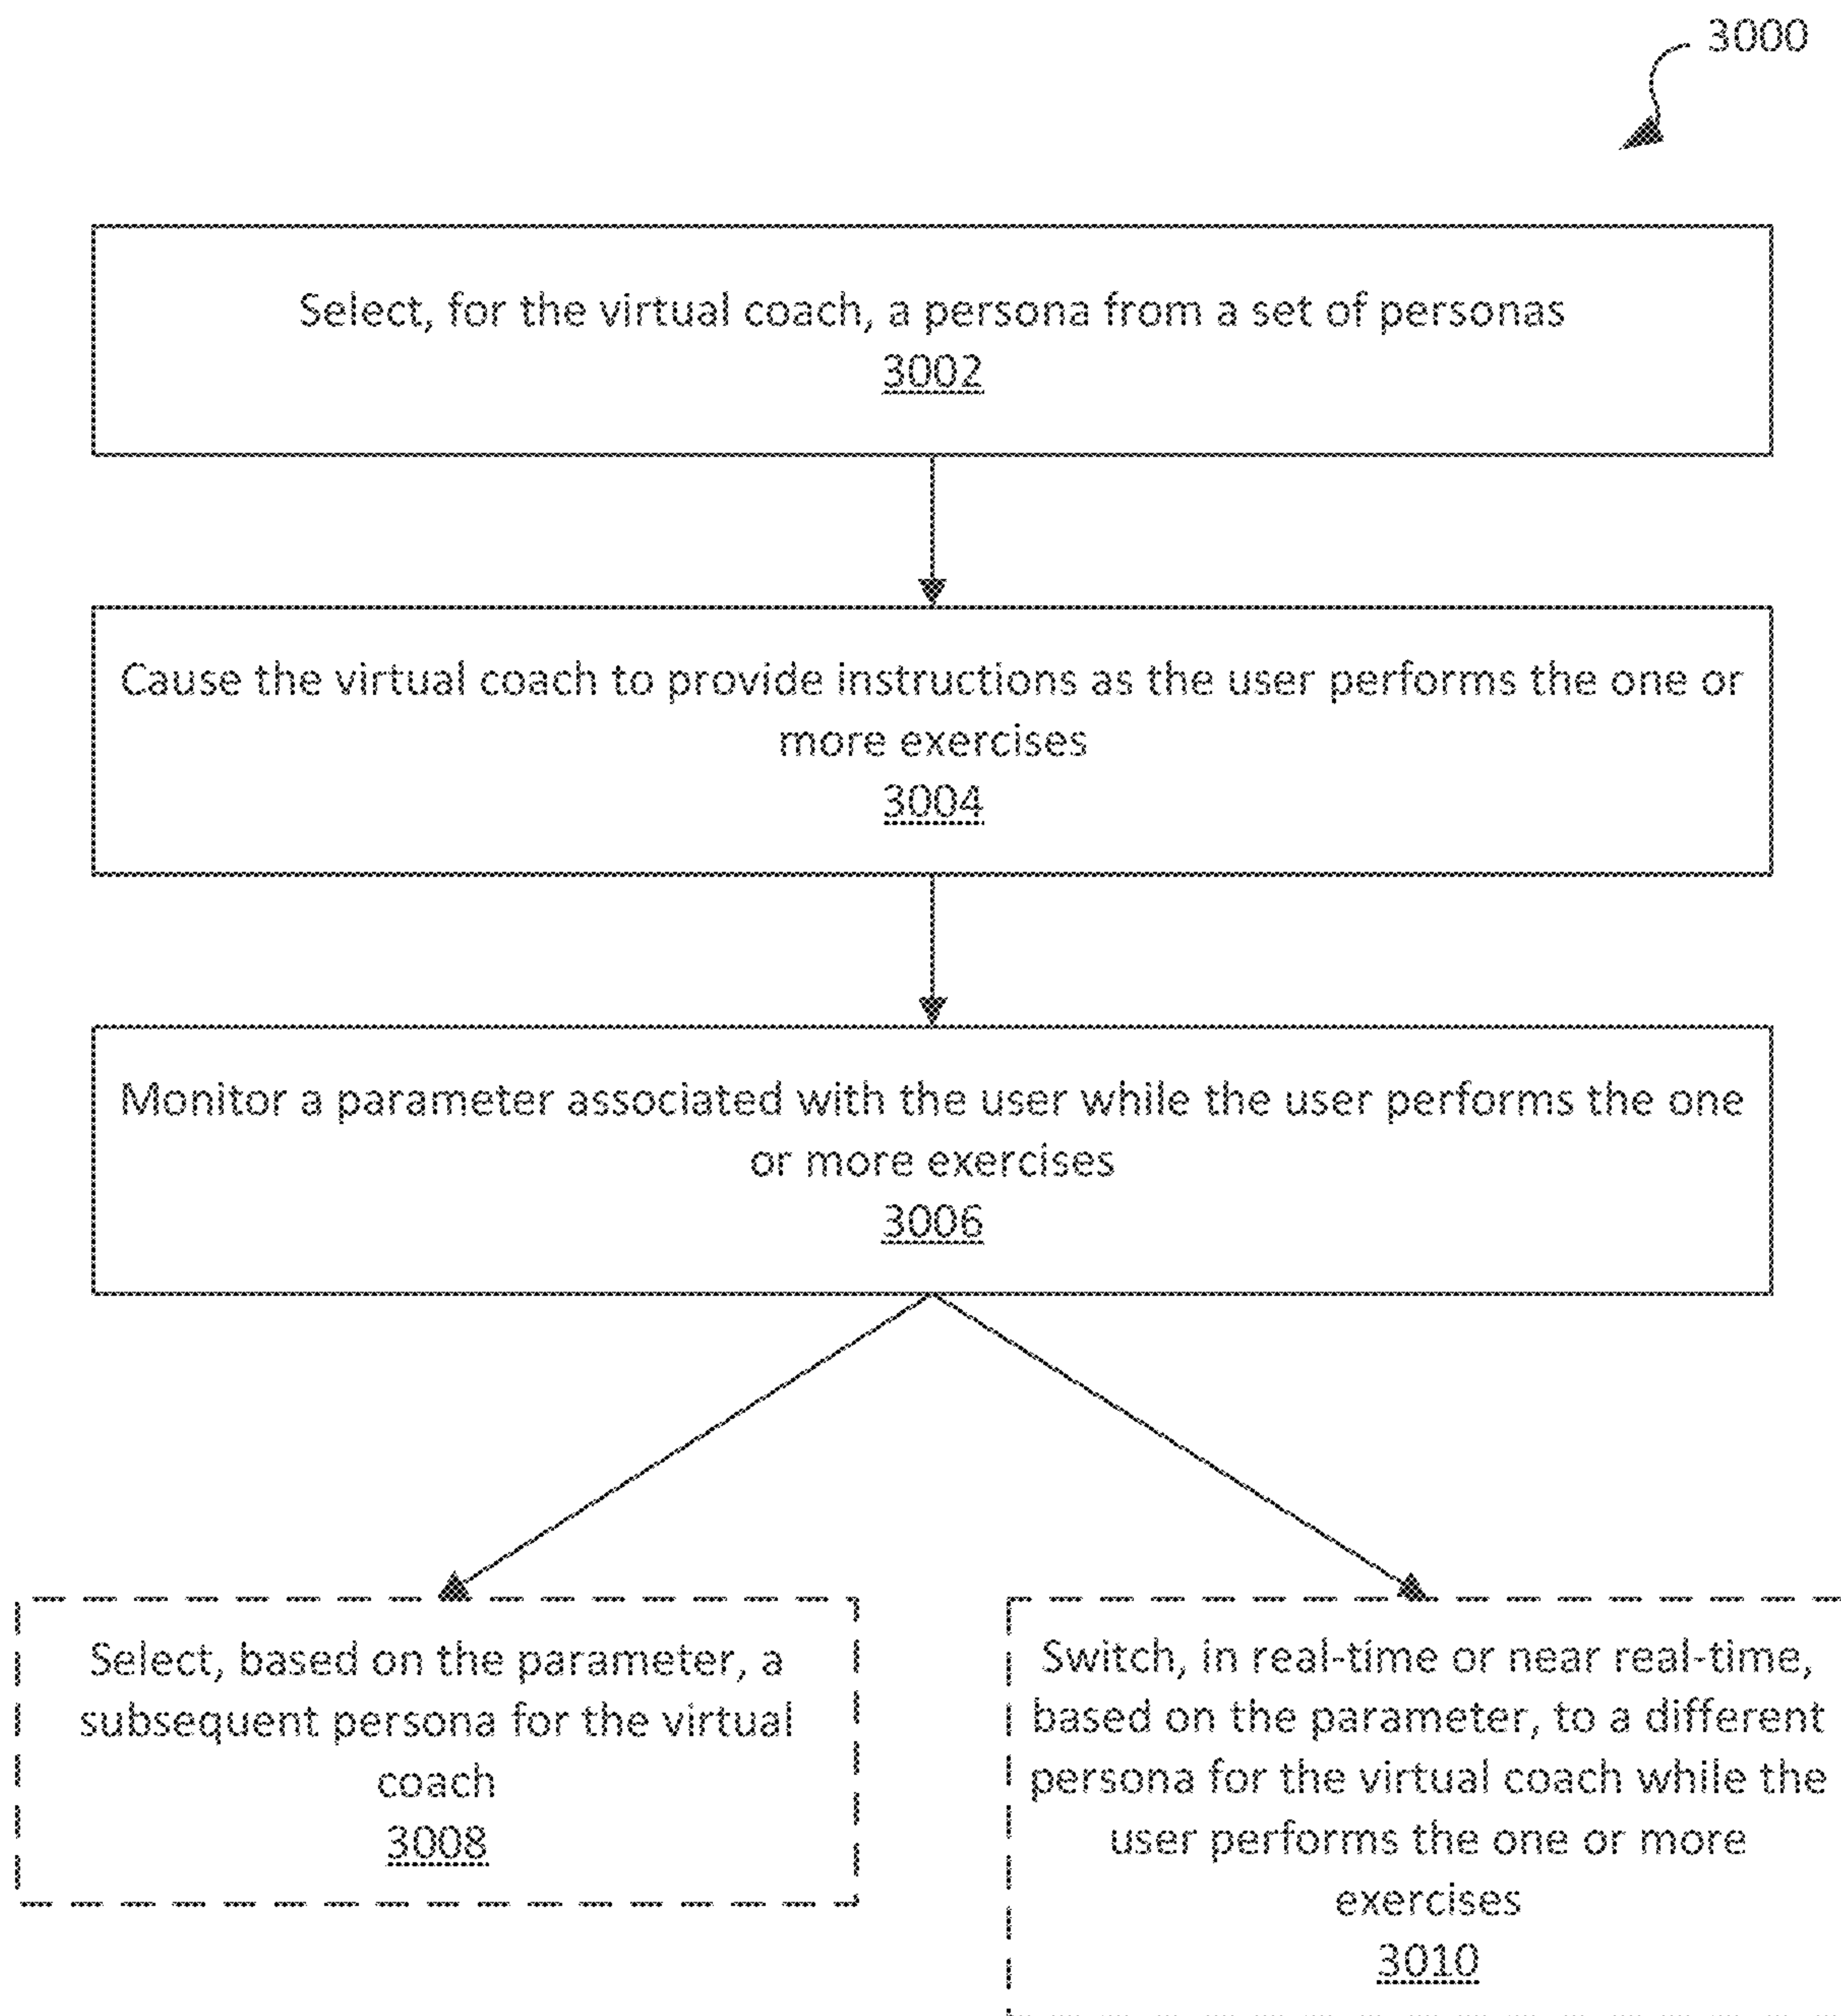 3000
Select, for the virtual coach, a persona from a set of personas
3002
Cause the virtual coach to provide instructions as the user performs the one or
more exercises
3004
Monitor a parameter associated with the user while the user performs the one
or more exercises
3006
Select, based on the parameter, a
subsequent persona for the virtual
coach
3008
Switch, in real-time or near real-time,
based on the parameter, to a different
persona for the virtual coach while the
user performs the one or more
exercises
3010